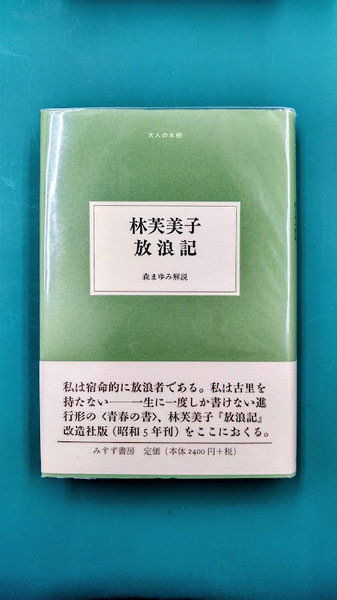 大人の本棚
林芙美子
放浪記
森まゆみ解説
私は宿命的に放浪者である。私は古里を
持たない――一生に一度しか書けない進
行形の〈青春の書〉、林芙美子『放浪記』
改造社版（昭和5年刊）をここにおくる。
みすず書房　定価（本体2400円＋税）